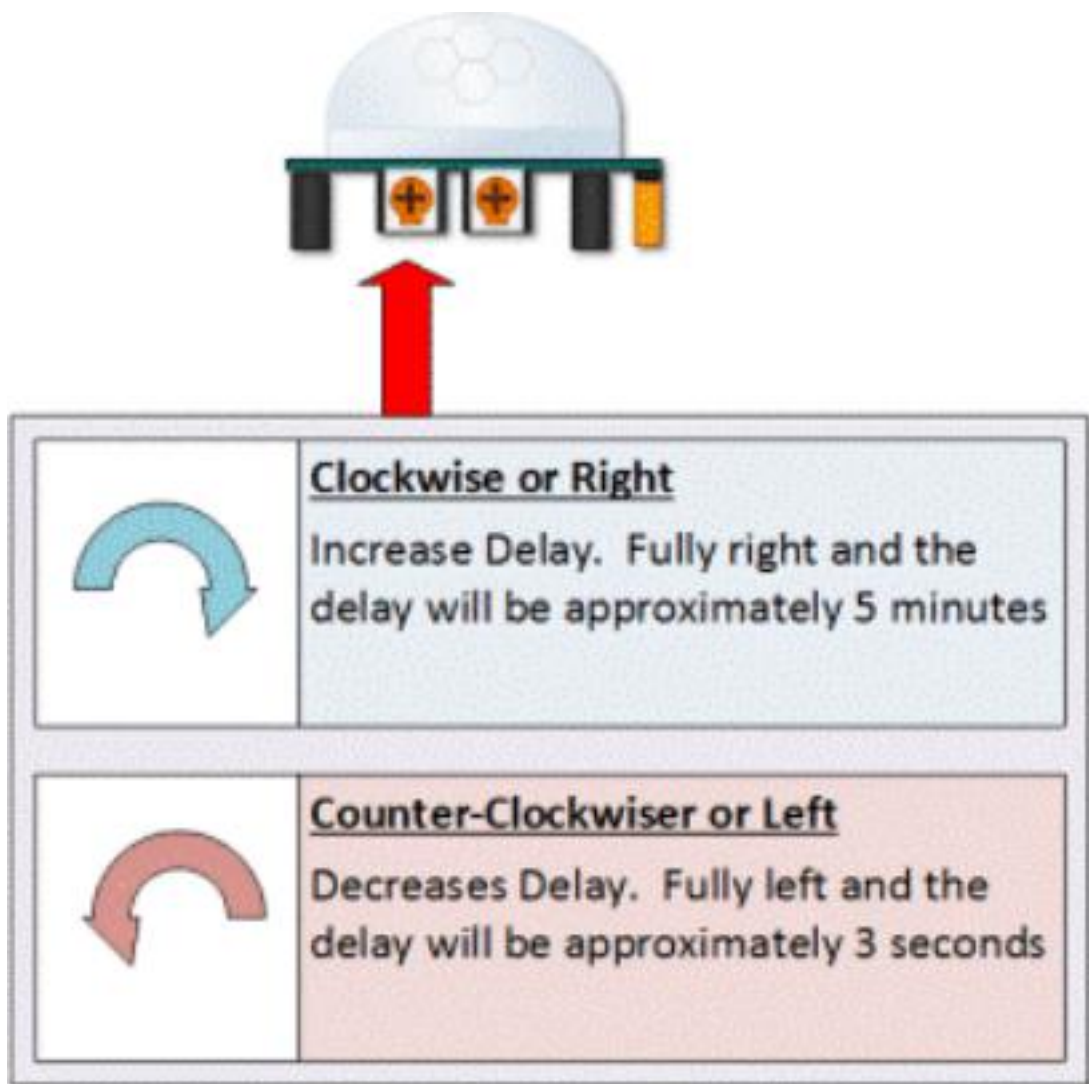 Clockwise or Right
Increase Delay.  Fully right and the
delay will be approximately 5 minutes
Counter-Clockwiser or Left
Decreases Delay.  Fully left and the
delay will be approximately 3 seconds